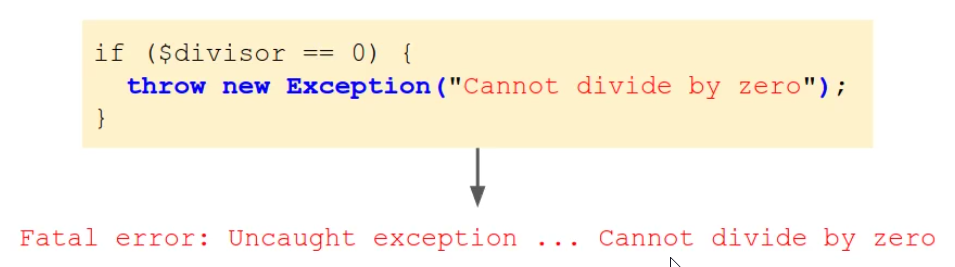 if ($divisor == 0) {
  throw new Exception("Cannot divide by zero");
}
Fatal error: Uncaught exception ... Cannot divide by zero